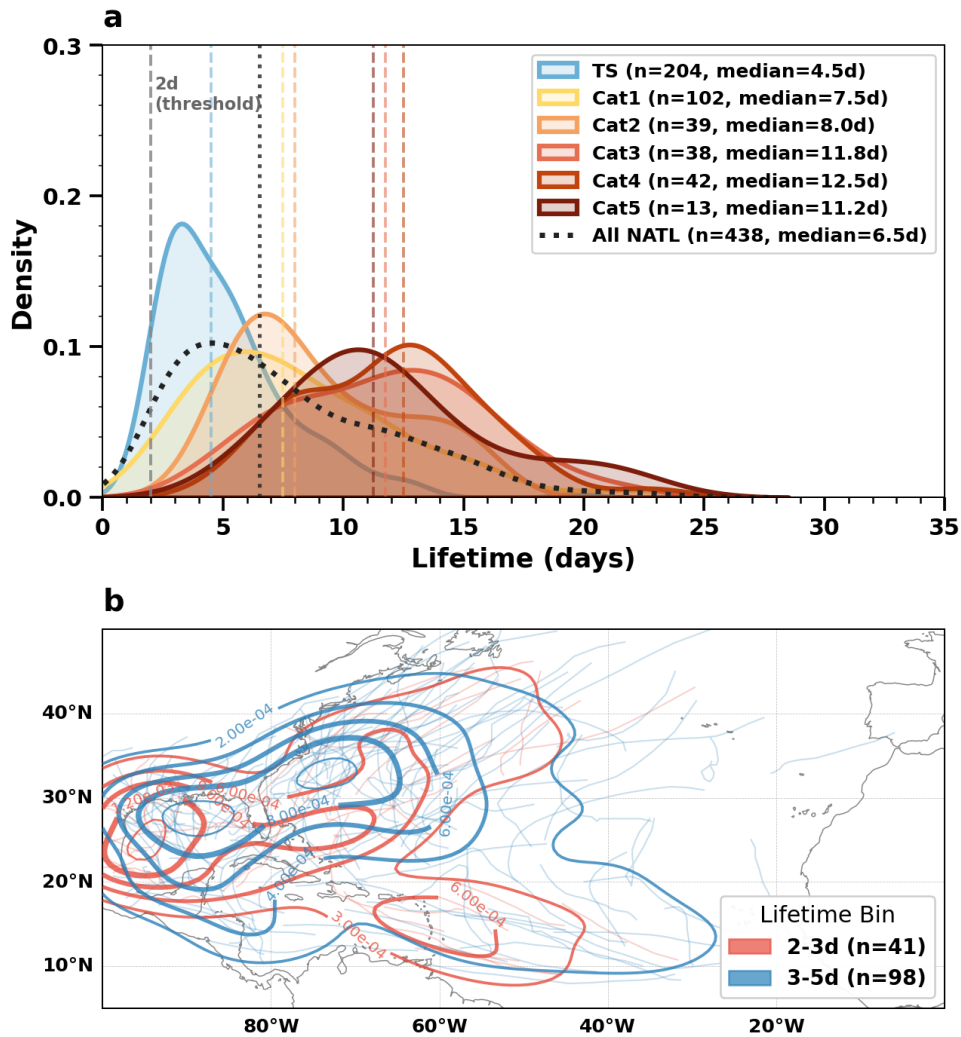 a
0.3
0.2
0.1
0.0
Density
2d
(threshold)
TS (n=204, median=4.5d)
Cat1 (n=102, median=7.5d)
Cat2 (n=39, median=8.0d)
Cat3 (n=38, median=11.8d)
Cat4 (n=42, median=12.5d)
Cat5 (n=13, median=11.2d)
All NATL (n=438, median=6.5d)
0 5 10 15 20 25 30 35
Lifetime (days)
b
40°N
30°N
20°N
10°N
2.00e-04
6.00e-04
4.00e-04
6.00e-04
3.00e-04
Lifetime Bin
2-3d (n=41)
3-5d (n=98)
80°W 60°W 40°W 20°W